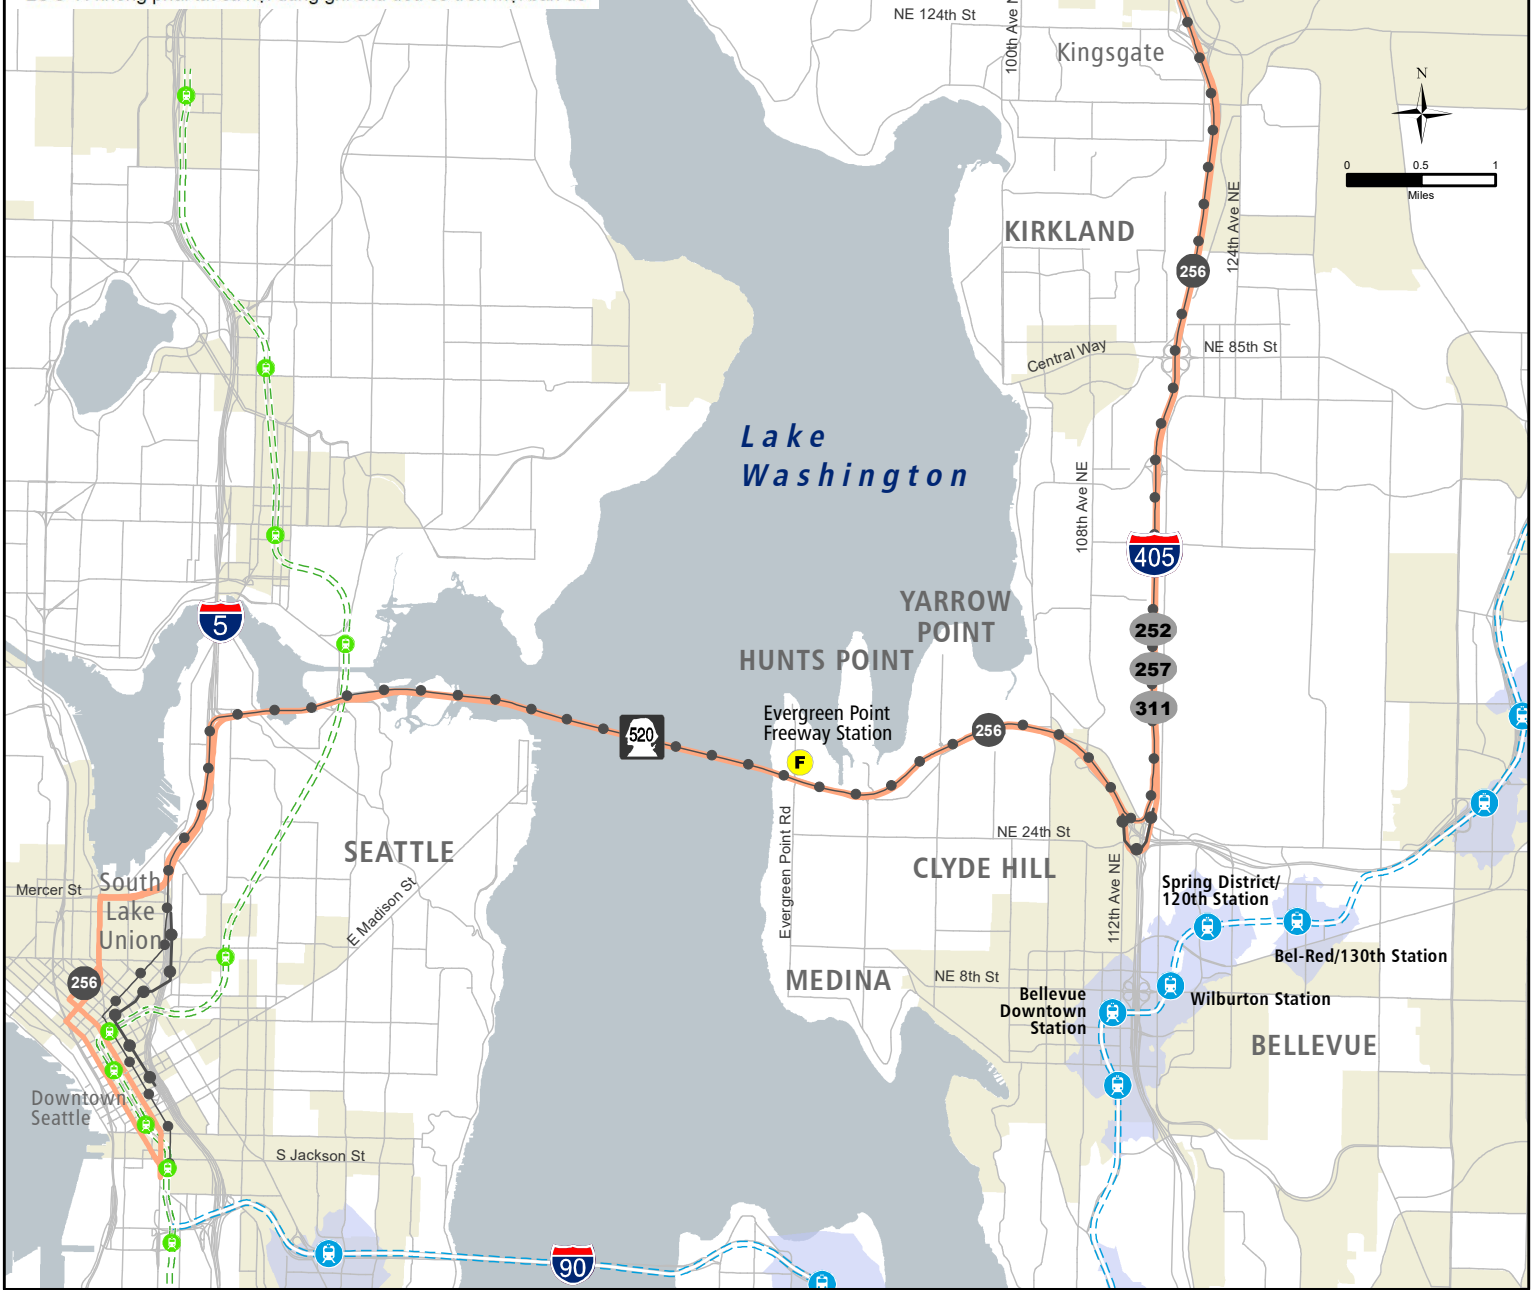 NE 124th St
100th Ave N
Kingsgate
N
0 0.5 1
Miles
KIRKLAND
124th Ave NE
256
Central Way
NE 85th St
Lake
Washington
108th Ave NE
405
5
YARROW
POINT
252
257
311
HUNTS POINT
Evergreen Point
Freeway Station
F
520
256
Evergreen Point Rd
NE 24th St
SEATTLE
CLYDE HILL
112th Ave NE
Mercer St
South
Lake
Union
E Madison St
Spring District/
120th Station
Bel-Red/130th Station
256
MEDINA
NE 8th St
Bellevue
Downtown
Station
Wilburton Station
BELLEVUE
Downtown
Seattle
S Jackson St
90